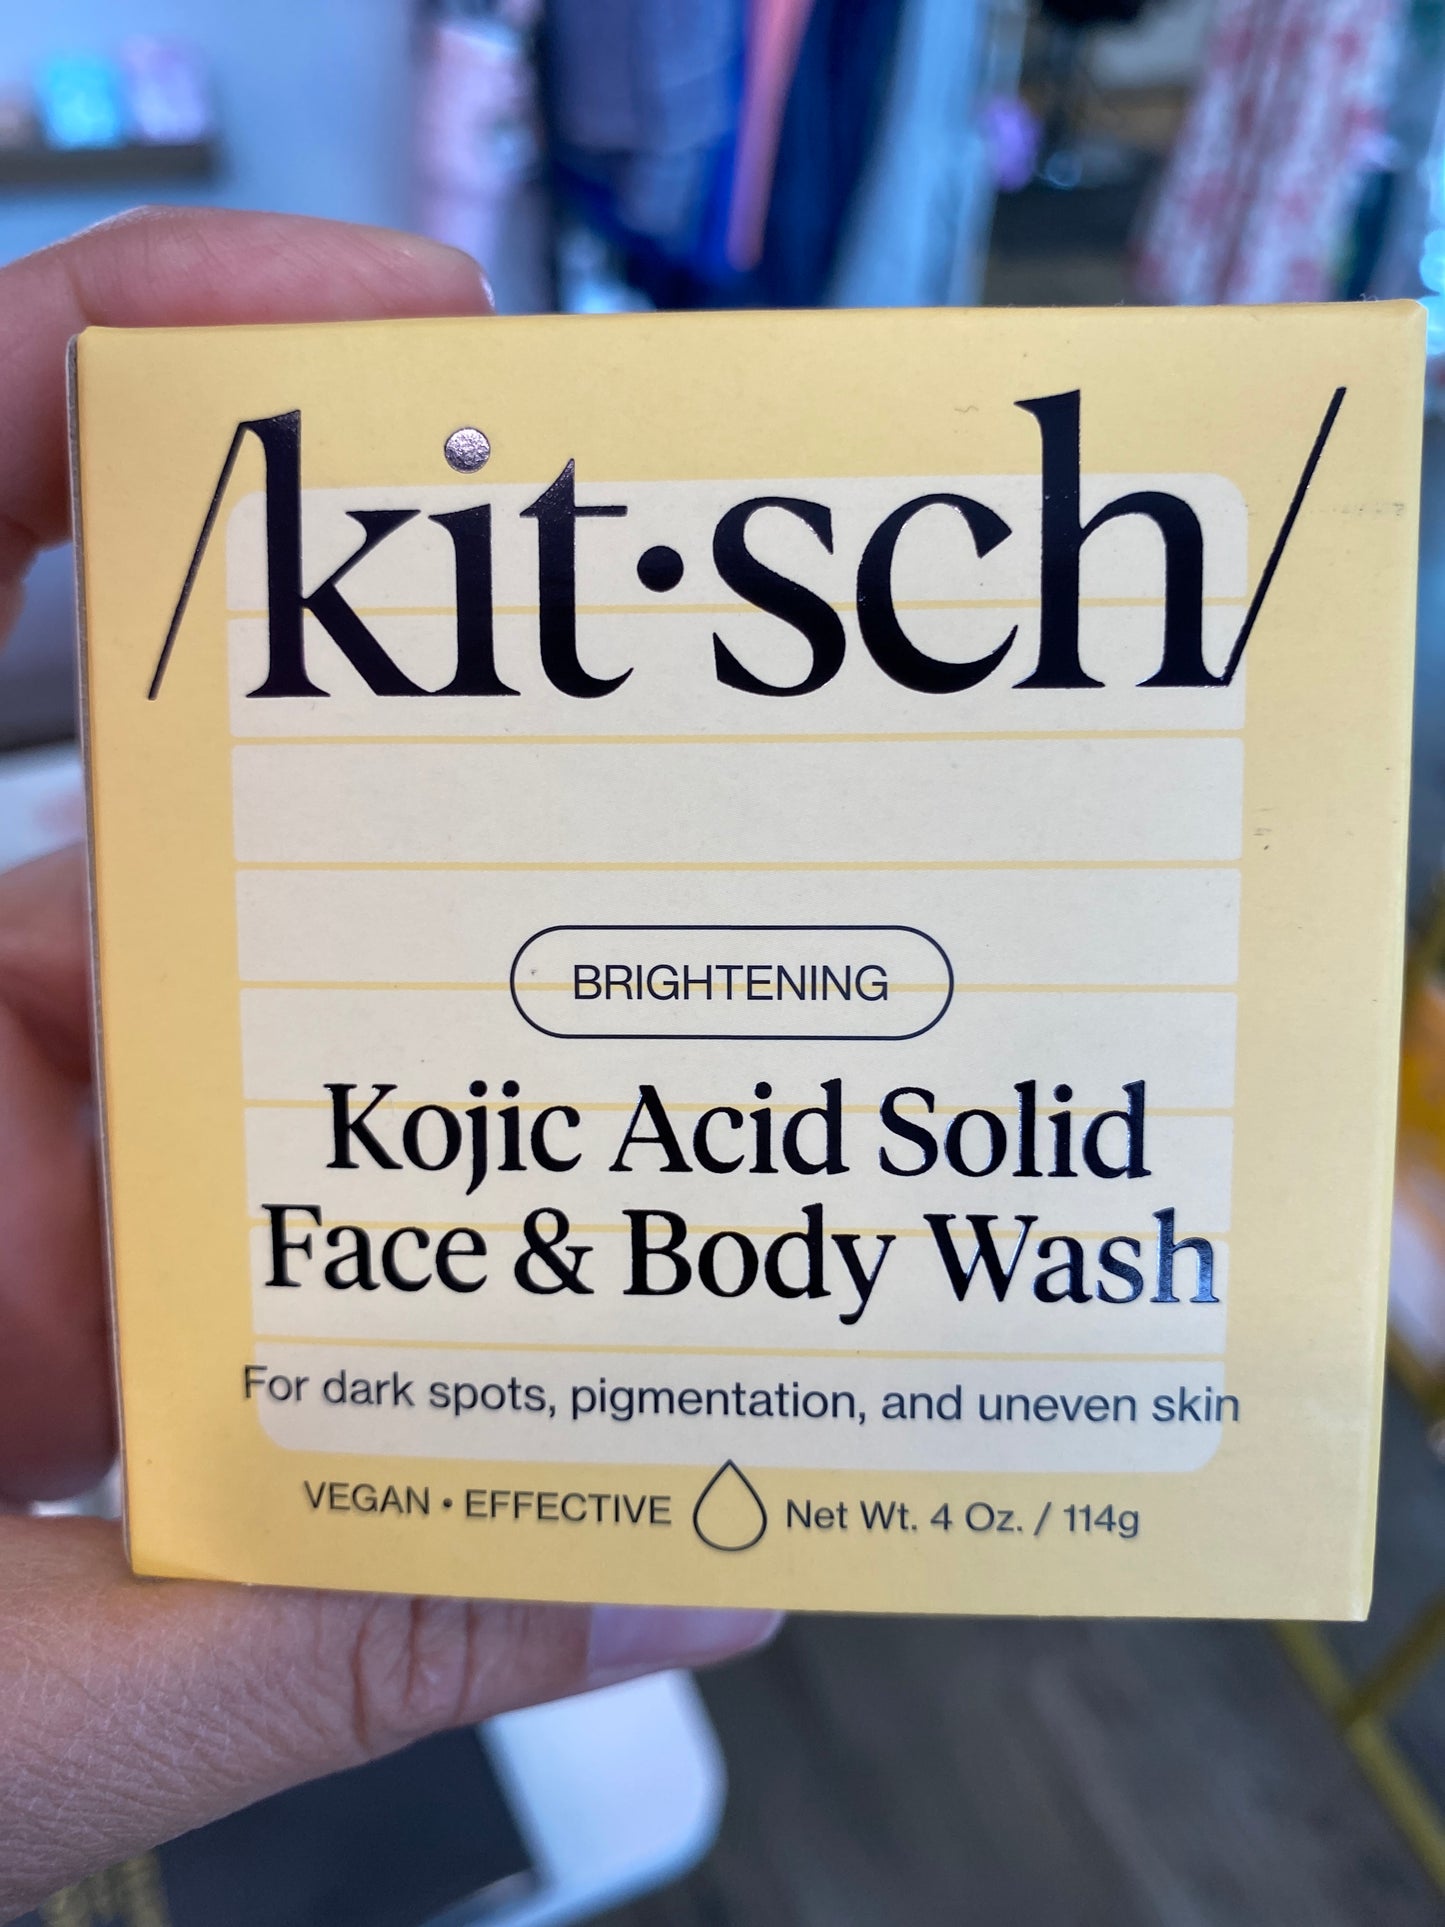 /kit·sch/
BRIGHTENING
Kojic Acid Solid
Face & Body Wash
For dark spots, pigmentation, and uneven skin
VEGAN • EFFECTIVE Net Wt. 4 Oz. / 114g